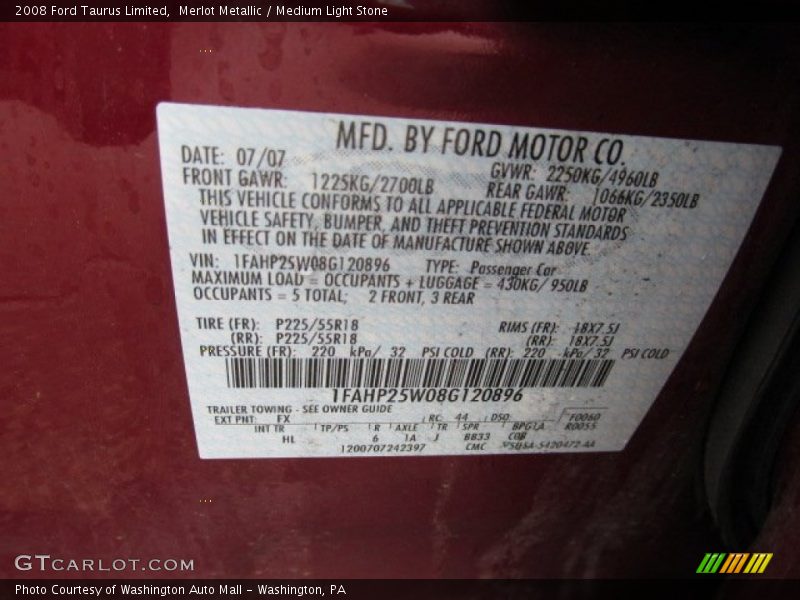 2008 Ford Taurus Limited, Merlot Metallic / Medium Light Stone
MFD. BY FORD MOTOR CO.
DATE: 07/07 GVWR: 2250KG/4960LB
FRONT GAWR: 1225KG/2700LB REAR GAWR: 1066KG/2350LB
THIS VEHICLE CONFORMS TO ALL APPLICABLE FEDERAL MOTOR
VEHICLE SAFETY, BUMPER, AND THEFT PREVENTION STANDARDS
IN EFFECT ON THE DATE OF MANUFACTURE SHOWN ABOVE.
VIN: 1FAHP25W08G120896 TYPE: Passenger Car
MAXIMUM LOAD = OCCUPANTS + LUGGAGE = 430KG/ 950LB
OCCUPANTS = 5 TOTAL; 2 FRONT, 3 REAR
TIRE (FR): P225/55R18 RIMS (FR): 18X7.5J
(RR): P225/55R18 (RR): 18X7.5J
PRESSURE (FR): 220 kPa/ 32 PSI COLD (RR): 220 kPa/ 32 PSI COLD
1FAHP25W08G120896
TRAILER TOWING - SEE OWNER GUIDE
EXT PNT: FX RC: 44 DSO: F0060
INT TR TP/PS R AXLE TR SPR BPG1A R0055
HL 6 1A J BB33 COB
1200707242397 CMC
GTCARLOT.COM
Photo Courtesy of Washington Auto Mall - Washington, PA